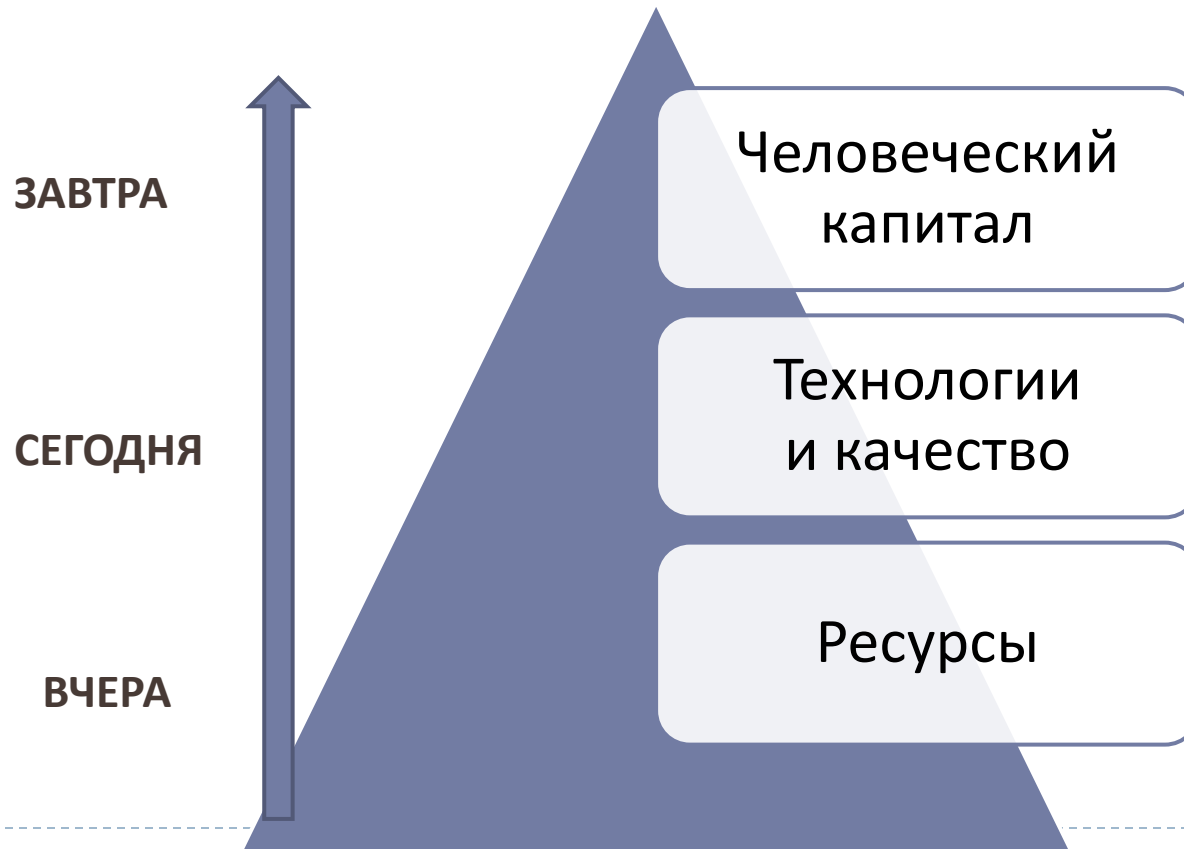 ЗАВТРА
Человеческий
капитал
СЕГОДНЯ
Технологии
и качество
ВЧЕРА
Ресурсы